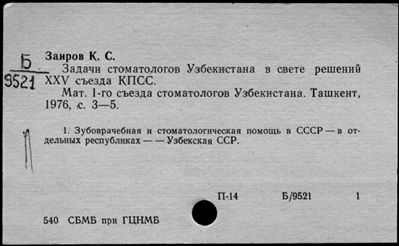 Заиров К. С.
Б Задачи стоматологов Узбекистана в свете решений
9521 XXV съезда КПСС.
Мат. 1-го съезда стоматологов Узбекистана. Ташкент,
1976, с. 3—5.
1. Зубоврачебная и стоматологическая помощь в СССР — в от-
дельных республиках — — Узбекская ССР.
П-14 Б/9521 1
540 СБМБ при ГЦНМБ